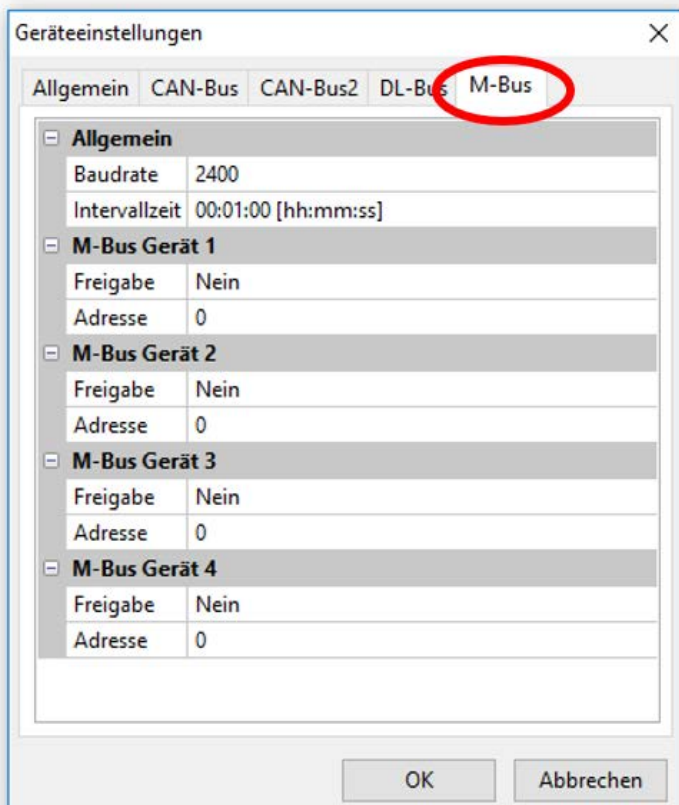 Geräteeinstellungen
Allgemein CAN-Bus CAN-Bus2 DL-Bus M-Bus
Allgemein
Baudrate 2400
Intervallzeit 00:01:00 [hh:mm:ss]
M-Bus Gerät 1
Freigabe Nein
Adresse 0
M-Bus Gerät 2
Freigabe Nein
Adresse 0
M-Bus Gerät 3
Freigabe Nein
Adresse 0
M-Bus Gerät 4
Freigabe Nein
Adresse 0
OK Abbrechen